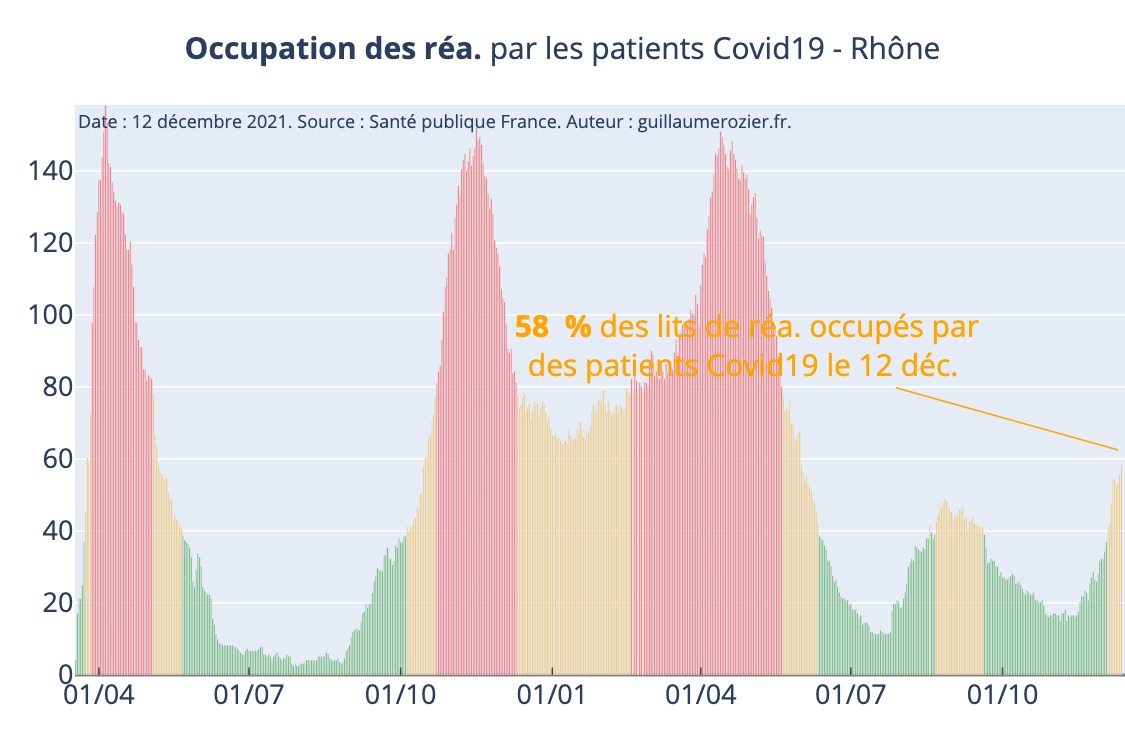 Occupation des réa. par les patients Covid19 - Rhône
Date : 12 décembre 2021. Source : Santé publique France. Auteur : guillaumerozier.fr.
140
120
100
58 % des lits de réa. occupés par
des patients Covid19 le 12 déc.
80
60
40
20
0
01/04 01/07 01/10 01/01 01/04 01/07 01/10